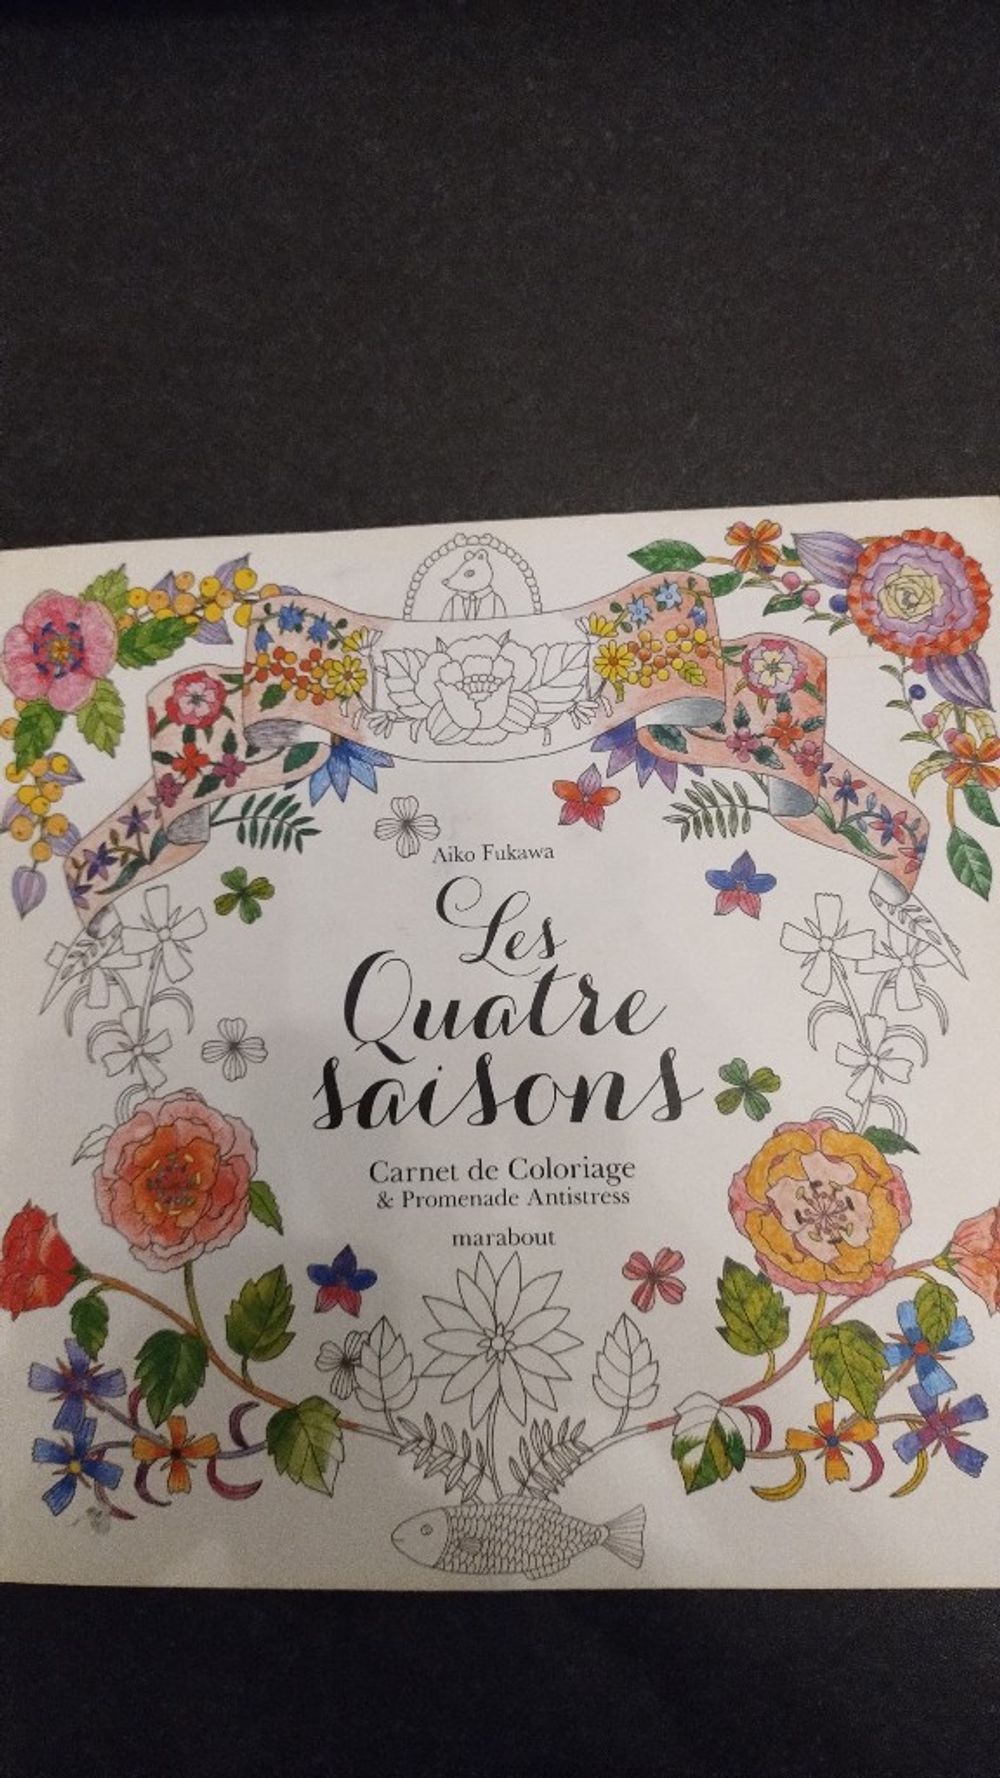 Aiko Fukawa
Les
Quatre
saisons
Carnet de Coloriage
& Promenade Antistress
marabout